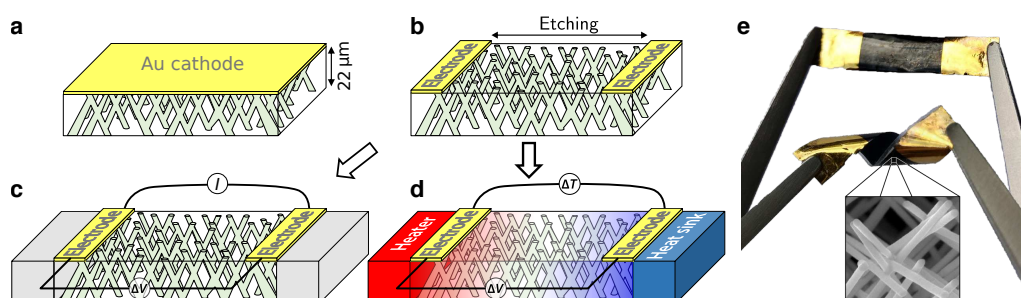 a
Au cathode
22 μm
b
Etching
Electrode
Electrode
e
c
I
Electrode
Electrode
ΔV
d
ΔT
Heater
Electrode
Electrode
Heat sink
ΔV